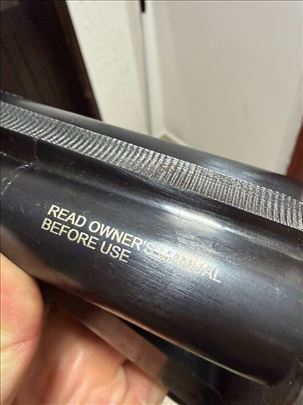 READ OWNER'S MANUAL
BEFORE USE